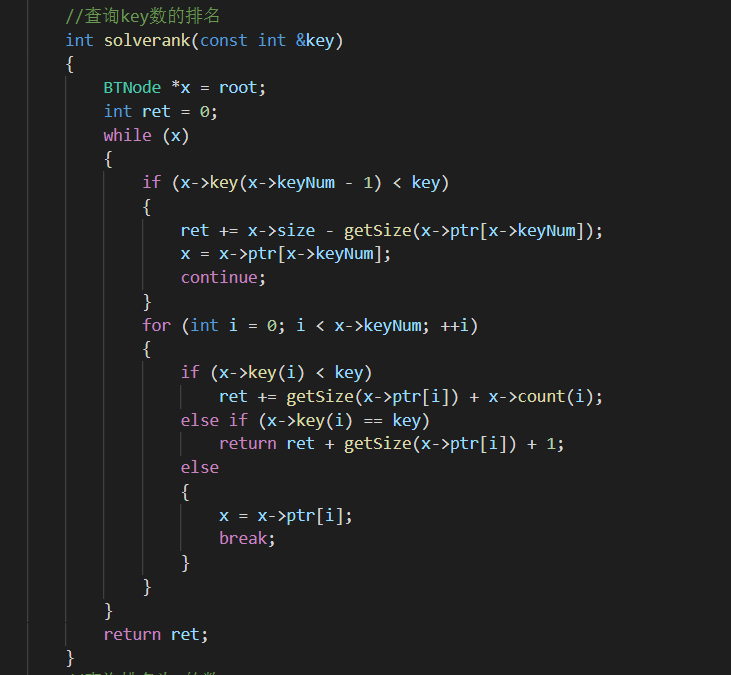 //查询key数的排名
int solverank(const int &key)
{
BTNode *x = root;
int ret = 0;
while (x)
{
if (x->key(x->keyNum - 1) < key)
{
ret += x->size - getSize(x->ptr[x->keyNum]);
x = x->ptr[x->keyNum];
continue;
}
for (int i = 0; i < x->keyNum; ++i)
{
if (x->key(i) < key)
ret += getSize(x->ptr[i]) + x->count(i);
else if (x->key(i) == key)
return ret + getSize(x->ptr[i]) + 1;
else
{
x = x->ptr[i];
break;
}
}
}
return ret;
}